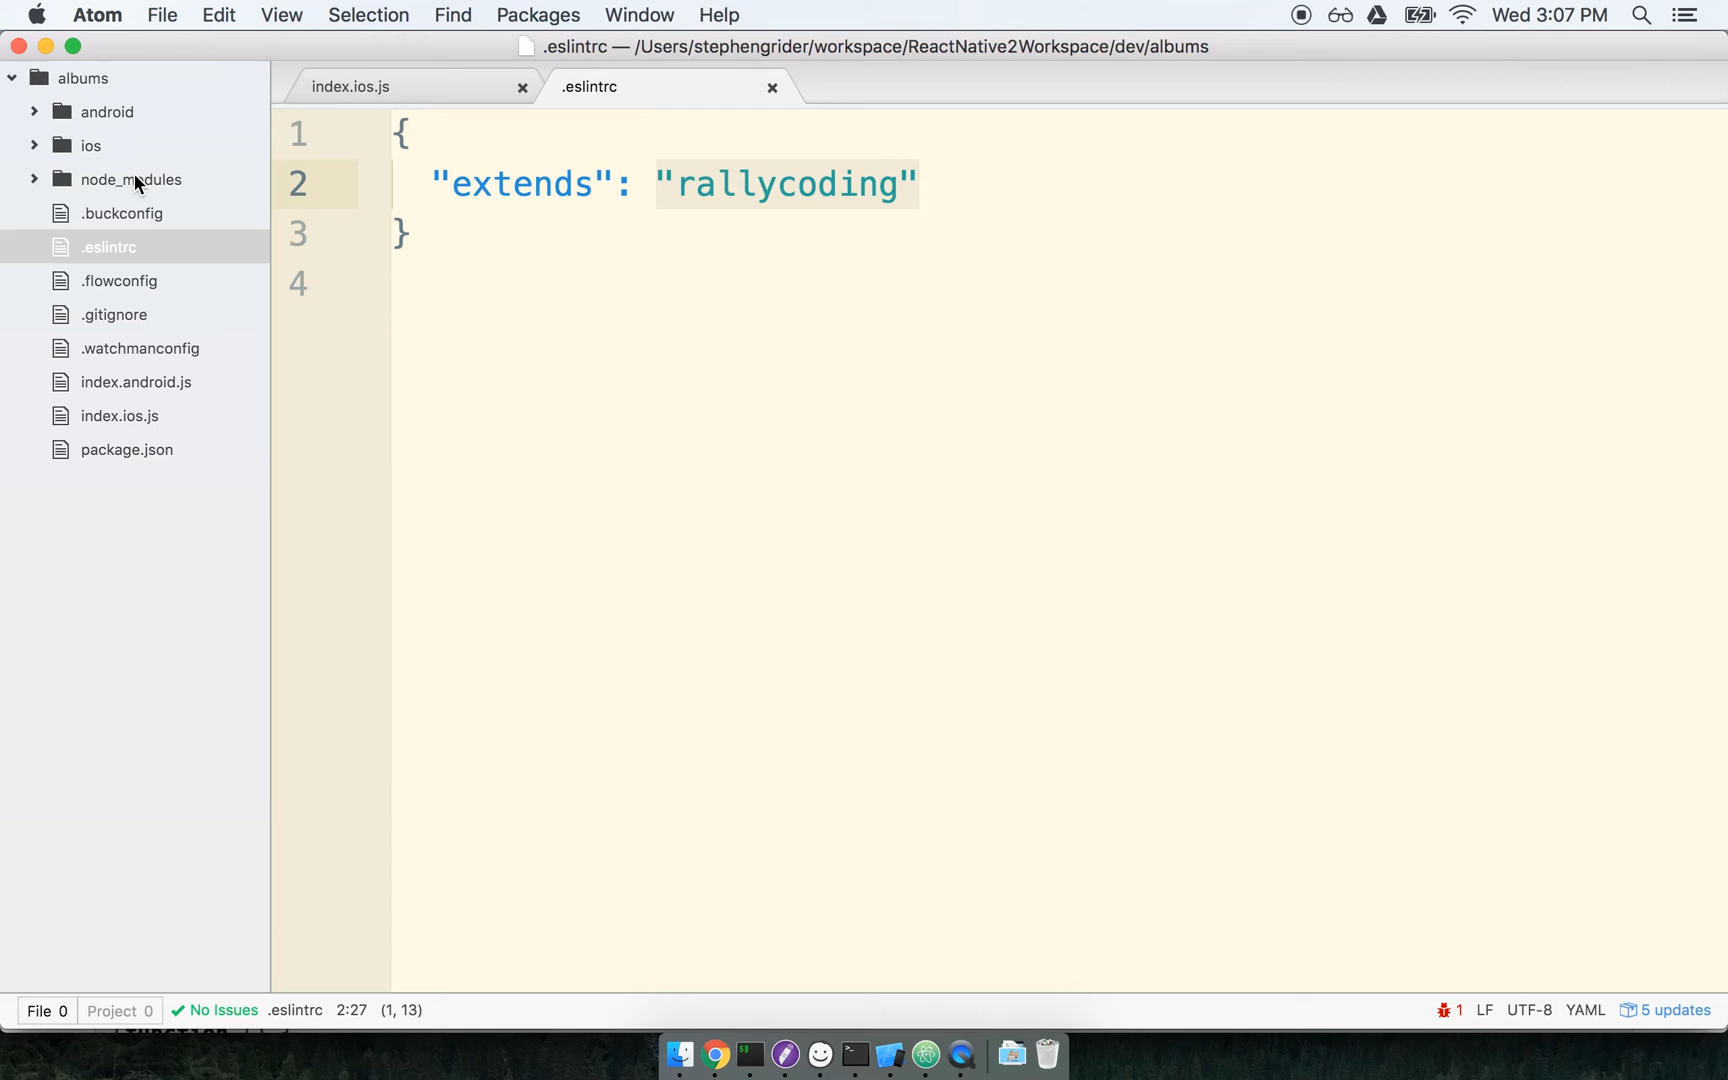 Atom File Edit View Selection Find Packages Window Help Wed 3:07 PM
.eslintrc — /Users/stephengrider/workspace/ReactNative2Workspace/dev/albums
albums
android
ios
node_modules
.buckconfig
.eslintrc
.flowconfig
.gitignore
.watchmanconfig
index.android.js
index.ios.js
package.json
index.ios.js .eslintrc
1 {
2 "extends": "rallycoding"
3 }
4
File 0 Project 0 No Issues .eslintrc 2:27 (1, 13) 1 LF UTF-8 YAML 5 updates